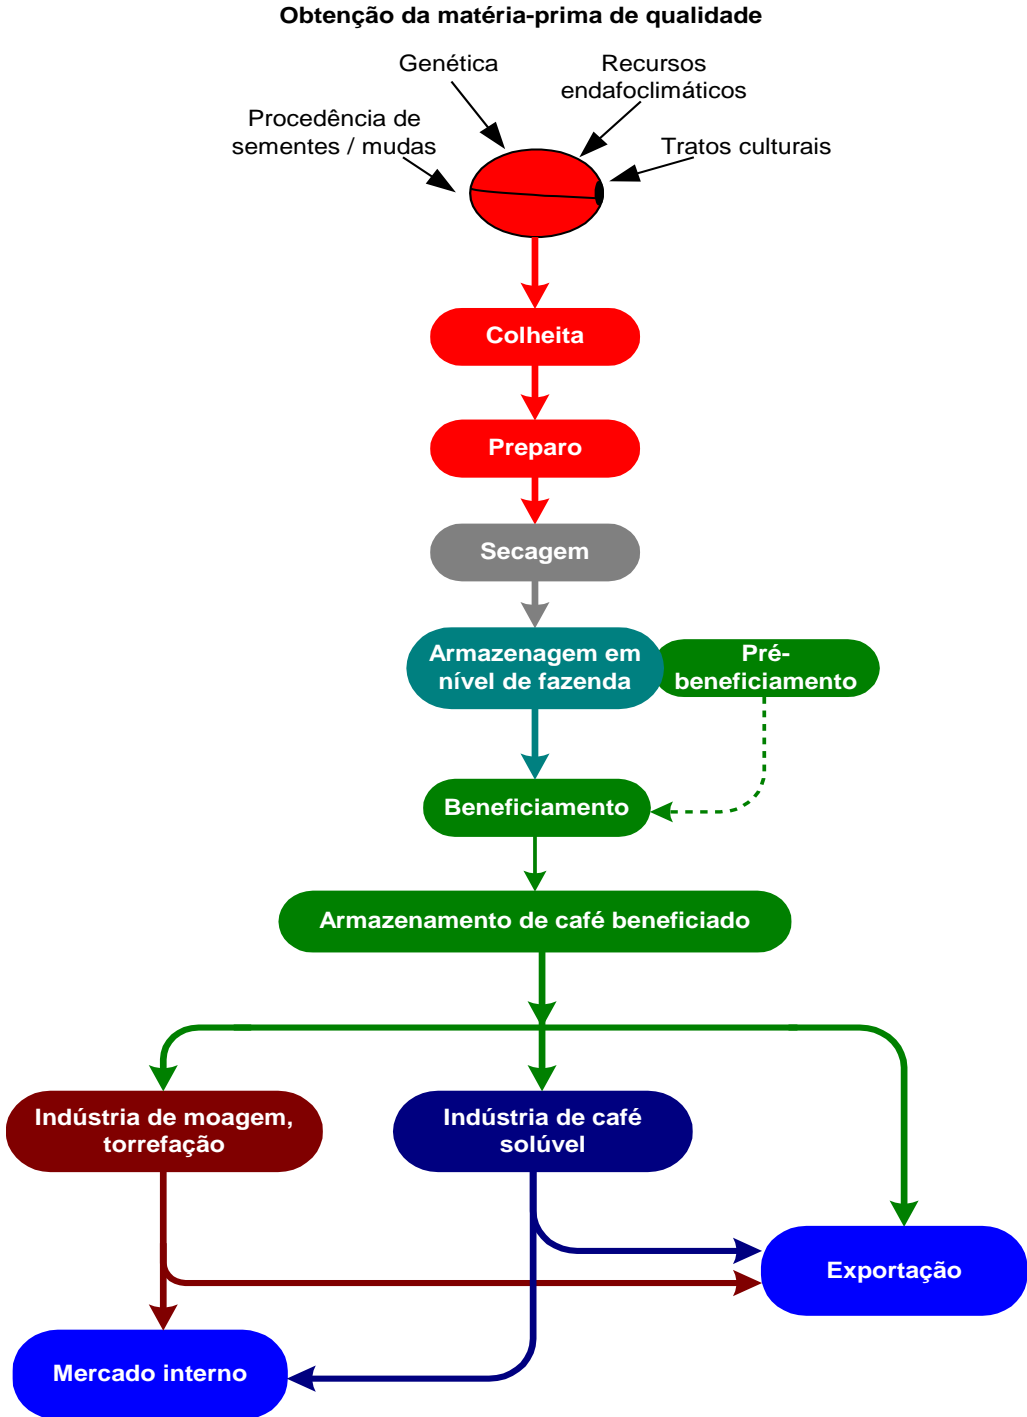 Obtenção da matéria-prima de qualidade
Genética
Recursos
endafoclimáticos
Procedência de
sementes / mudas
Tratos culturais
Colheita
Preparo
Secagem
Armazenagem em
nível de fazenda
Pré-
beneficiamento
Beneficiamento
Armazenamento de café beneficiado
Indústria de moagem,
torrefação
Indústria de café
solúvel
Exportação
Mercado interno